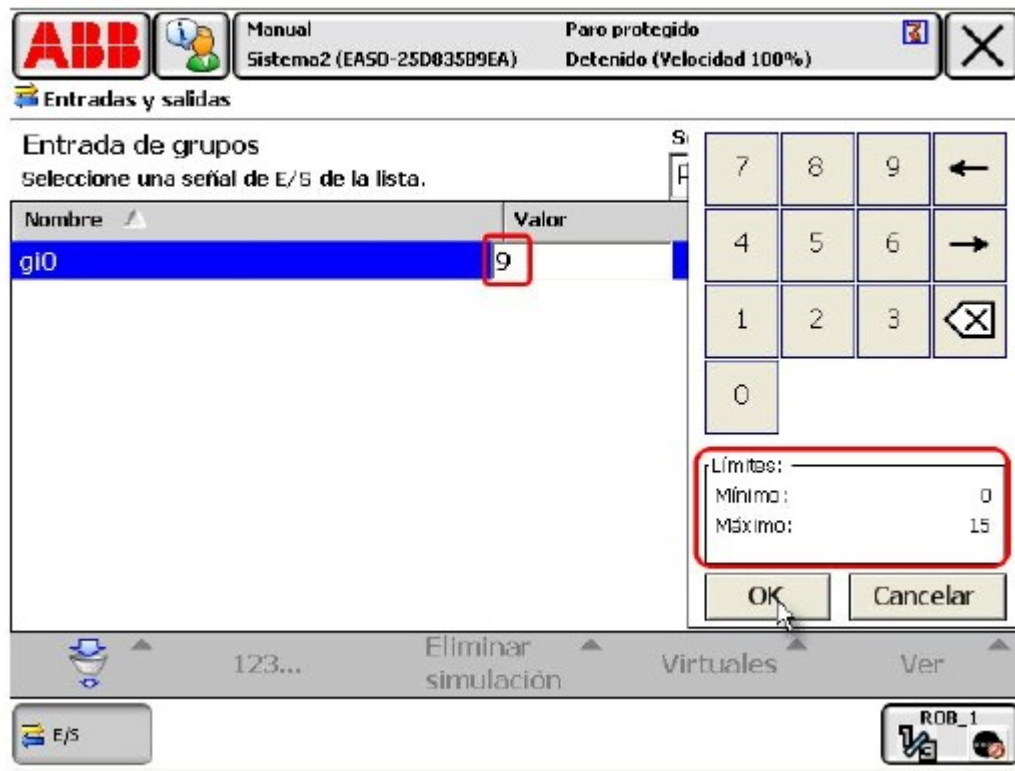 ABB
Manual
Sistema2 (EASD-25D83589EA)
Paro protegido
Detenido (Velocidad 100%)
Entradas y salidas
Entrada de grupos
Seleccione una señal de E/S de la lista.
Nombre Valor
gi0 9
7 8 9
4 5 6
1 2 3
0
Límites:
Mínimo: 0
Máximo: 15
OK Cancelar
123... Eliminar simulación Virtuales Ver
E/S ROB_1